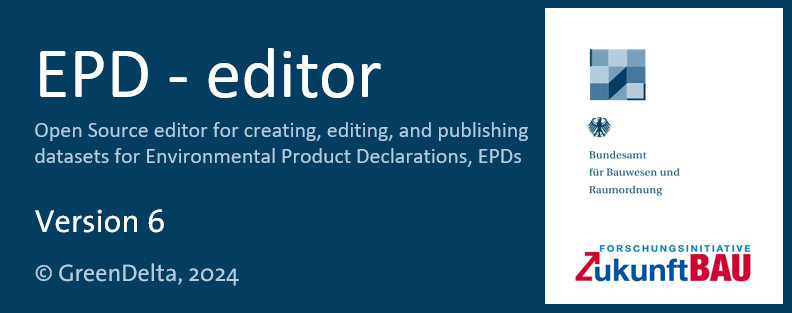 EPD - editor
Open Source editor for creating, editing, and publishing
datasets for Environmental Product Declarations, EPDs
Version 6
© GreenDelta, 2024
Bundesamt
für Bauwesen und
Raumordnung
FORSCHUNGSINITIATIVE
ZukunftBAU